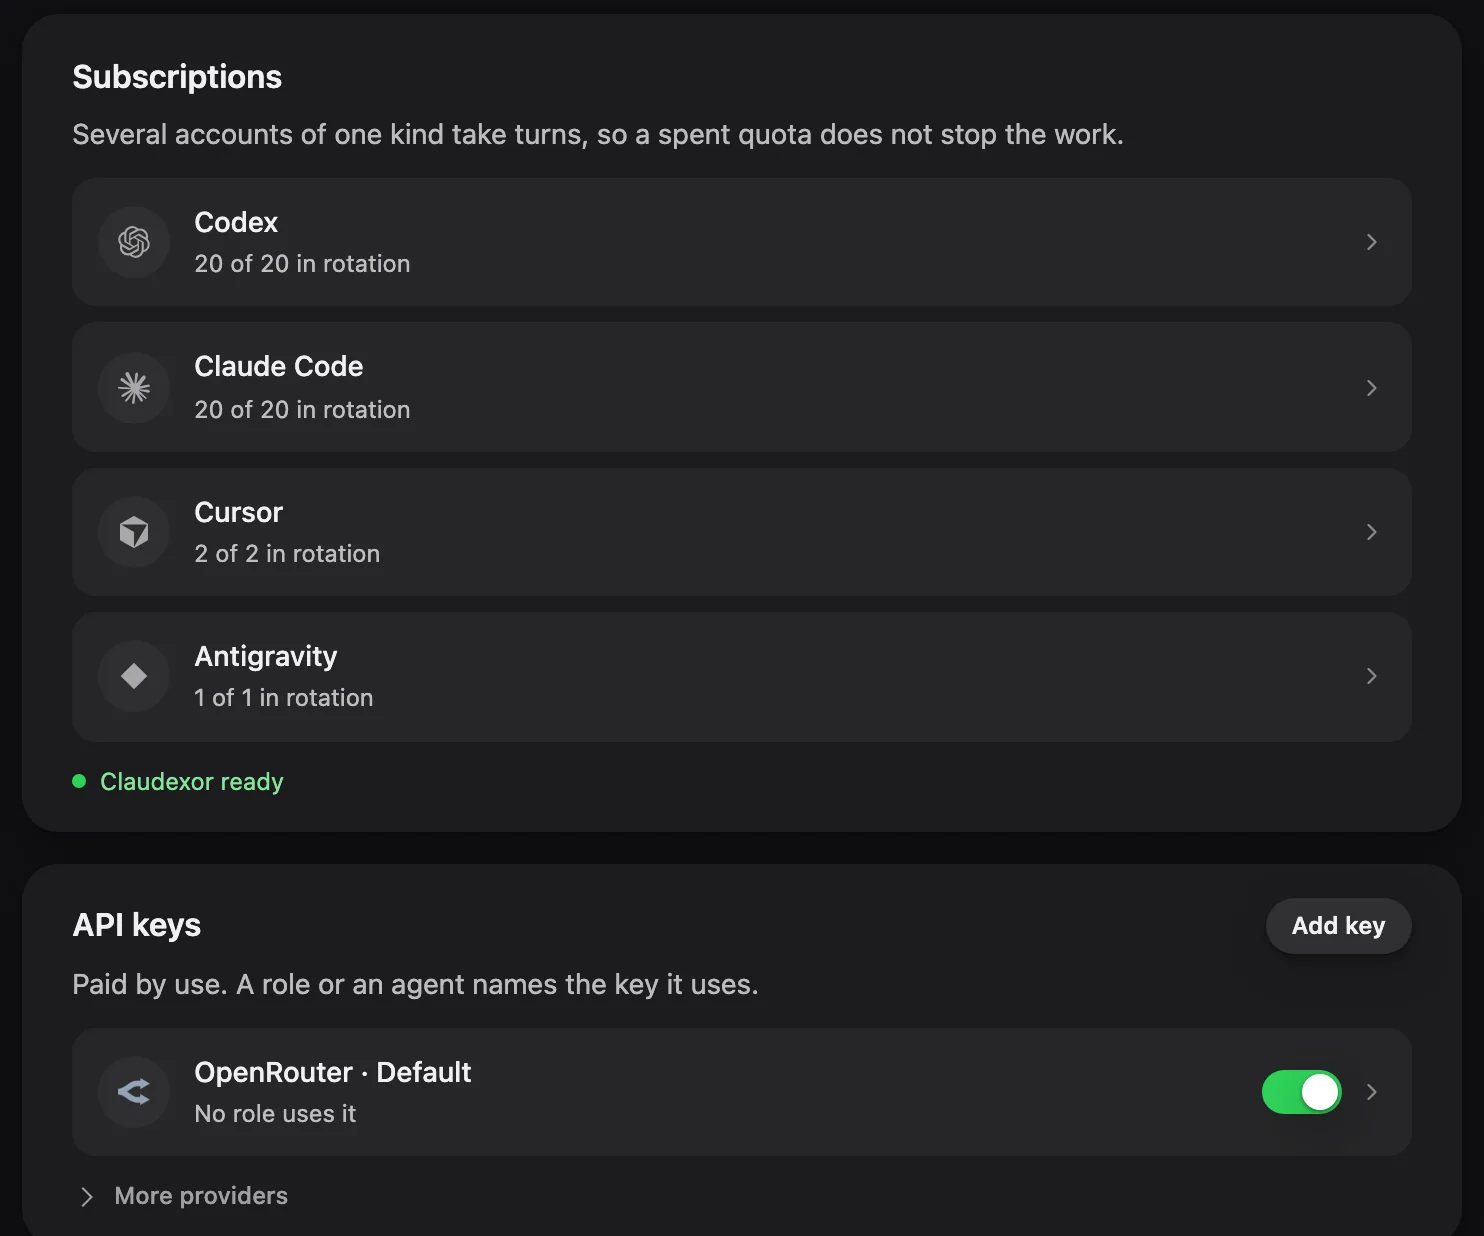 Subscriptions
Several accounts of one kind take turns, so a spent quota does not stop the work.
Codex
20 of 20 in rotation
Claude Code
20 of 20 in rotation
Cursor
2 of 2 in rotation
Antigravity
1 of 1 in rotation
Claudexor ready
API keys
Add key
Paid by use. A role or an agent names the key it uses.
OpenRouter · Default
No role uses it
More providers